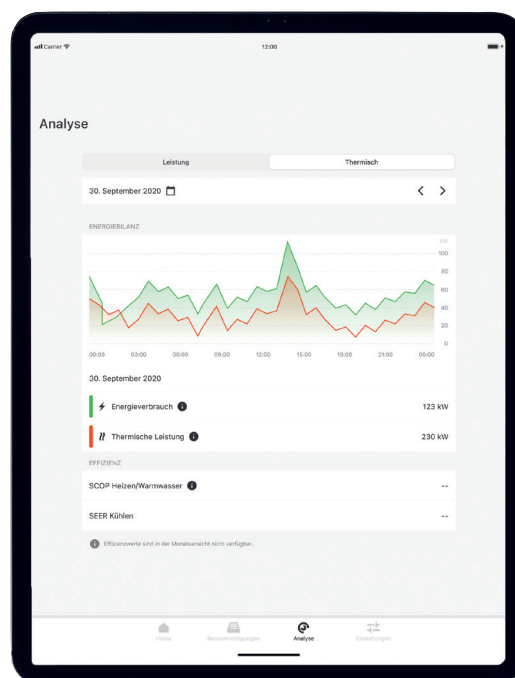 Carrier 12:00
Analyse
Leistung Thermisch
30. September 2020
ENERGIEBILANZ
kW
100
80
60
40
20
0
00:00 03:00 06:00 09:00 12:00 15:00 18:00 21:00 00:00
30. September 2020
Energieverbrauch 123 kW
Thermische Leistung 230 kW
EFFIZIENZ
SCOP Heizen/Warmwasser --
SEER Kühlen --
Effizienzwerte sind in der Monatsansicht nicht verfügbar.
Home Benachrichtigungen Analyse Einstellungen